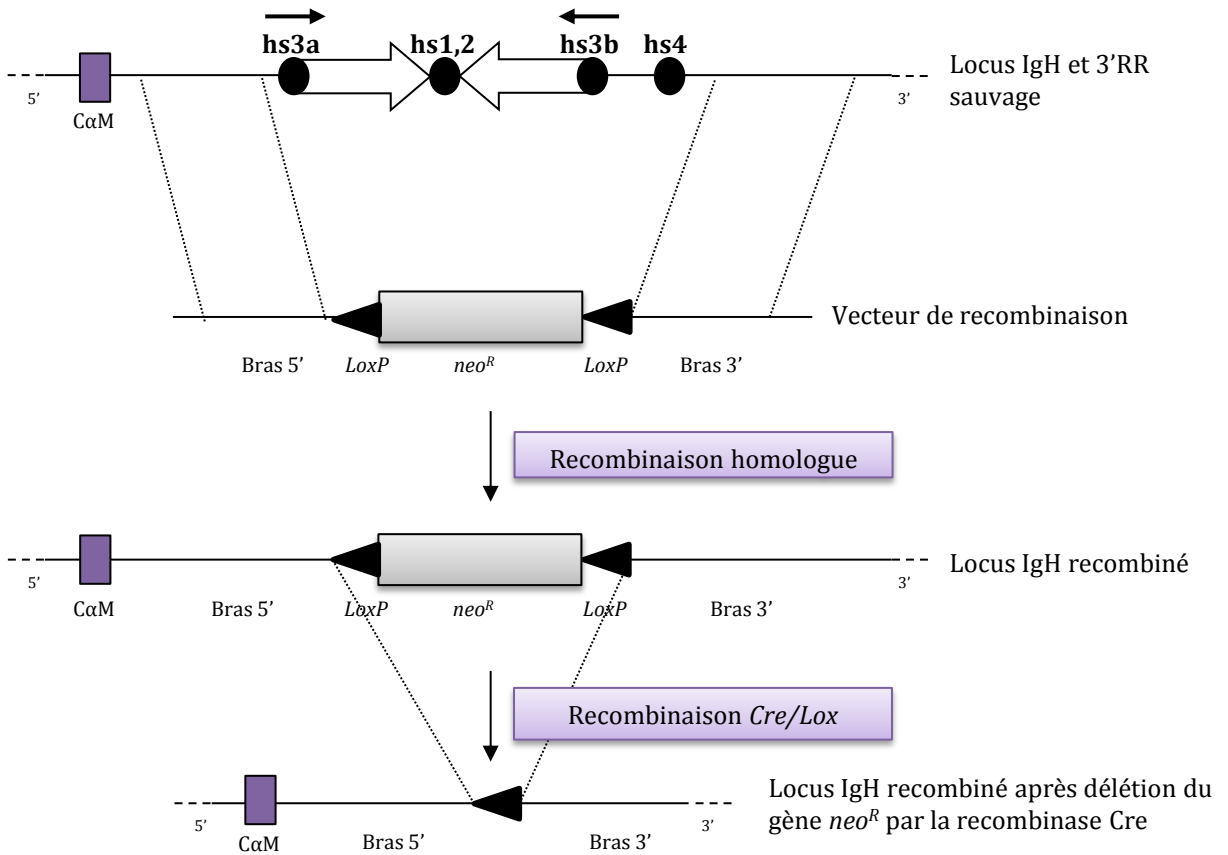 hs3a hs1,2 hs3b hs4
Locus IgH et 3’RR
sauvage
5’ 3’
CαM
Vecteur de recombinaison
Bras 5’ LoxP neoR LoxP Bras 3’
Recombinaison homologue
Locus IgH recombiné
5’ 3’
CαM Bras 5’ LoxP neoR LoxP Bras 3’
Recombinaison Cre/Lox
Locus IgH recombiné après délétion du
gène neoR par la recombinase Cre
5’ Bras 5’ Bras 3’ 3’
CαM